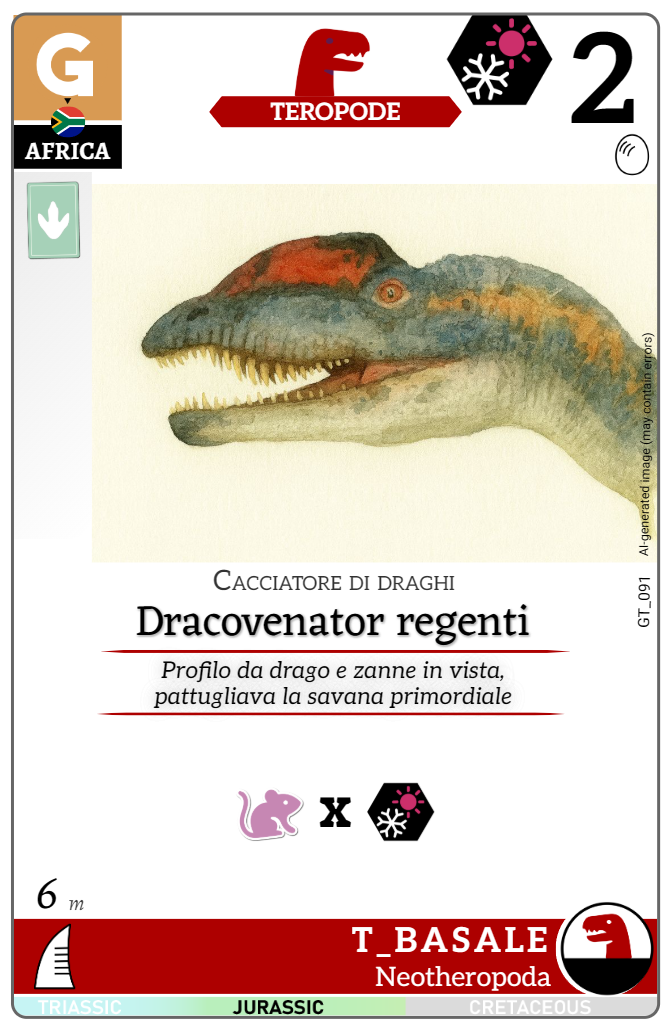 G
AFRICA
TEROPODE
2
AI-generated image (may contain errors)
GT_091
Cacciatore di draghi
Dracovenator regenti
Profilo da drago e zanne in vista,
pattugliava la savana primordiale
x
6 m
T_BASALE
Neotheropoda
TRIASSIC JURASSIC CRETACEOUS